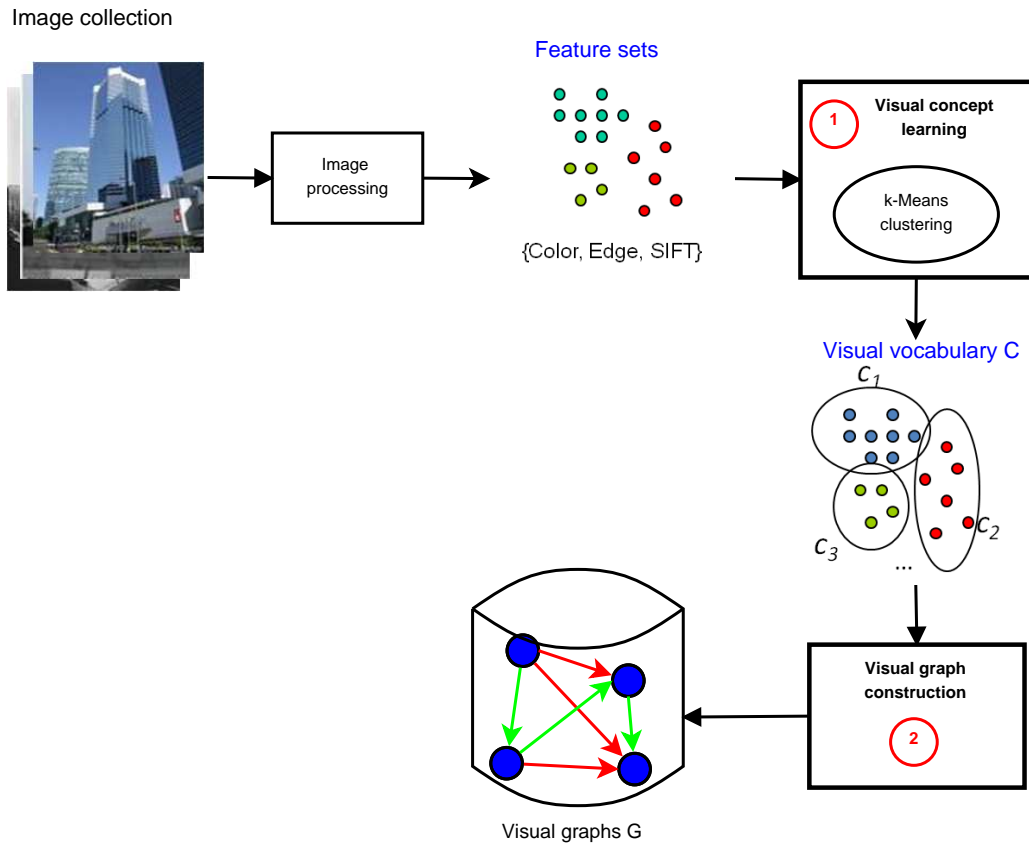 Image collection
Image
processing
Feature sets
{Color, Edge, SIFT}
1
Visual concept
learning
k-Means
clustering
Visual vocabulary C
c1
c2
c3
...
Visual graph
construction
2
Visual graphs G